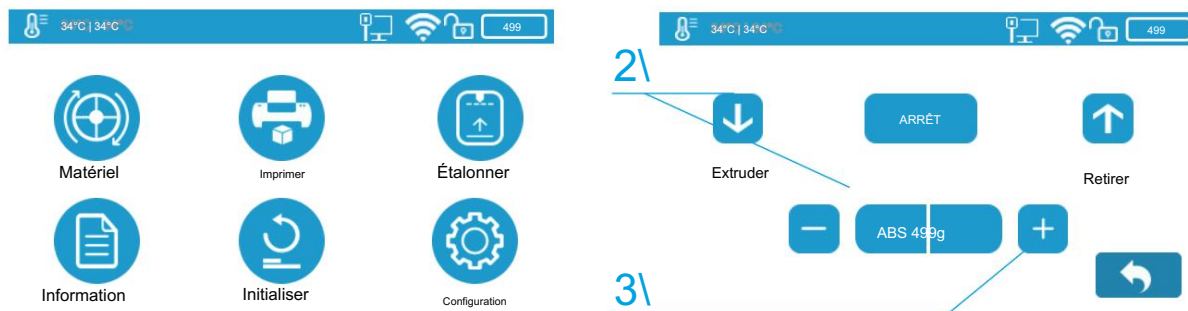 34°C | 34°C
499
Matériel
Imprimer
Étalonner
Information
Initialiser
Configuration
34°C | 34°C
499
2\
ARRÊT
Extruder
Retirer
ABS 499g
3\